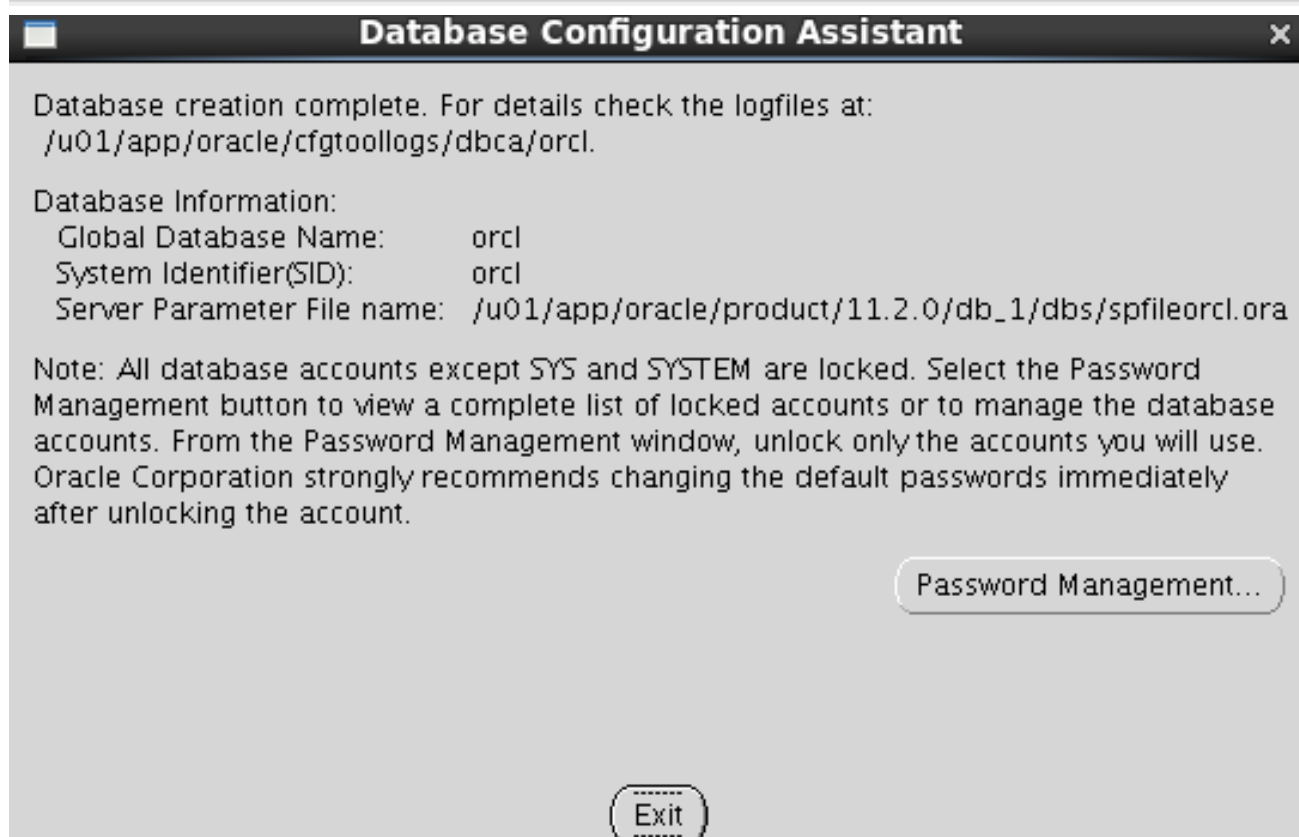 Database Configuration Assistant
Database creation complete. For details check the logfiles at:
/u01/app/oracle/cfgtoollogs/dbca/orcl.
Database Information:
Global Database Name: orcl
System Identifier(SID): orcl
Server Parameter File name: /u01/app/oracle/product/11.2.0/db_1/dbs/spfileorcl.ora
Note: All database accounts except SYS and SYSTEM are locked. Select the Password
Management button to view a complete list of locked accounts or to manage the database
accounts. From the Password Management window, unlock only the accounts you will use.
Oracle Corporation strongly recommends changing the default passwords immediately
after unlocking the account.
Password Management...
Exit